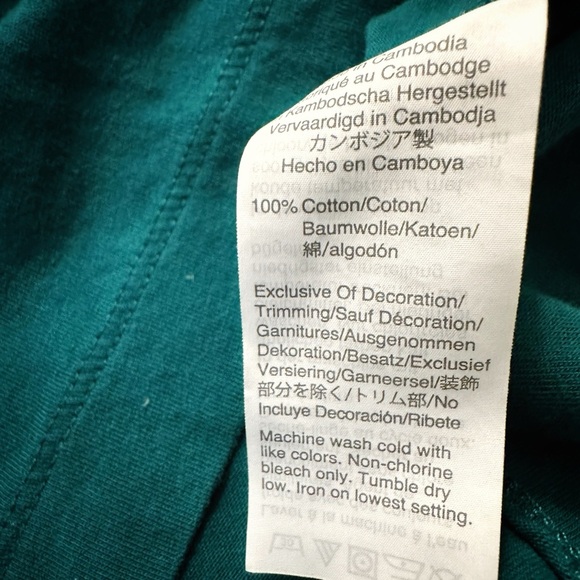 in Cambodia
au Cambodge
Kambodscha Hergestellt
Vervaardigd in Cambodja
カンボジア製
Hecho en Camboya
100% Cotton/Coton/
Baumwolle/Katoen/
綿/algodón
Exclusive Of Decoration/
Trimming/Sauf Décoration/
Garnitures/Ausgenommen
Dekoration/Besatz/Exclusief
Versiering/Garneersel/装飾
部分を除く/トリム部/No
Incluye Decoración/Ribete
Machine wash cold with
like colors. Non-chlorine
bleach only. Tumble dry
low. Iron on lowest setting.